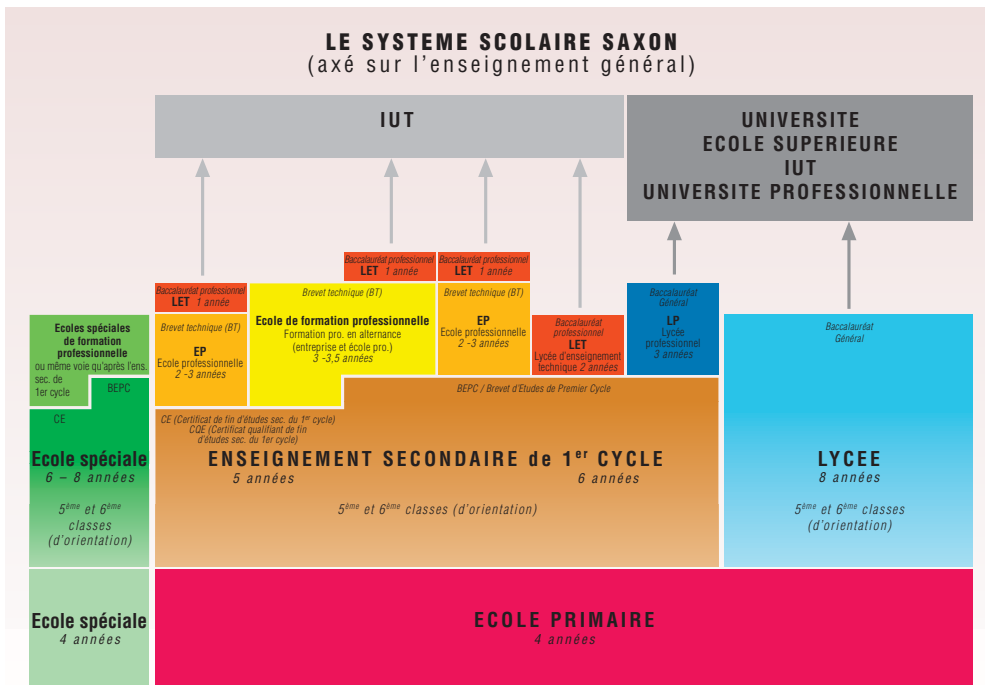 LE SYSTEME SCOLAIRE SAXON
(axé sur l'enseignement général)
IUT
UNIVERSITE
ECOLE SUPERIEURE
IUT
UNIVERSITE PROFESSIONNELLE
Baccalauréat professionnel
LET 1 année
Baccalauréat professionnel
LET 1 année
Baccalauréat professionnel
LET 1 année
Brevet technique (BT)
EP
Ecole professionnelle
2 -3 années
Brevet technique (BT)
Ecole de formation professionnelle
Formation pro. en alternance
(entreprise et école pro.)
3 -3,5 années
Brevet technique (BT)
EP
Ecole professionnelle
2 -3 années
Baccalauréat
professionnel
LET
Lycée d'enseignement
technique 2 années
Baccalauréat
Général
LP
Lycée
professionnel
3 années
Baccalauréat
Général
Ecoles spéciales
de formation
professionnelle
ou même voie qu'après l'ens.
sec. de
1er cycle
BEPC
CE
Ecole spéciale
6 – 8 années
5ème et 6ème
classes
(d'orientation)
BEPC / Brevet d'Etudes de Premier Cycle
CE (Certificat de fin d'études sec. du 1er cycle)
CQE (Certificat qualifiant de fin
d'études sec. du 1er cycle)
ENSEIGNEMENT SECONDAIRE de 1er CYCLE
5 années
6 années
5ème et 6ème classes (d'orientation)
LYCEE
8 années
5ème et 6ème classes
(d'orientation)
Ecole spéciale
4 années
ECOLE PRIMAIRE
4 années